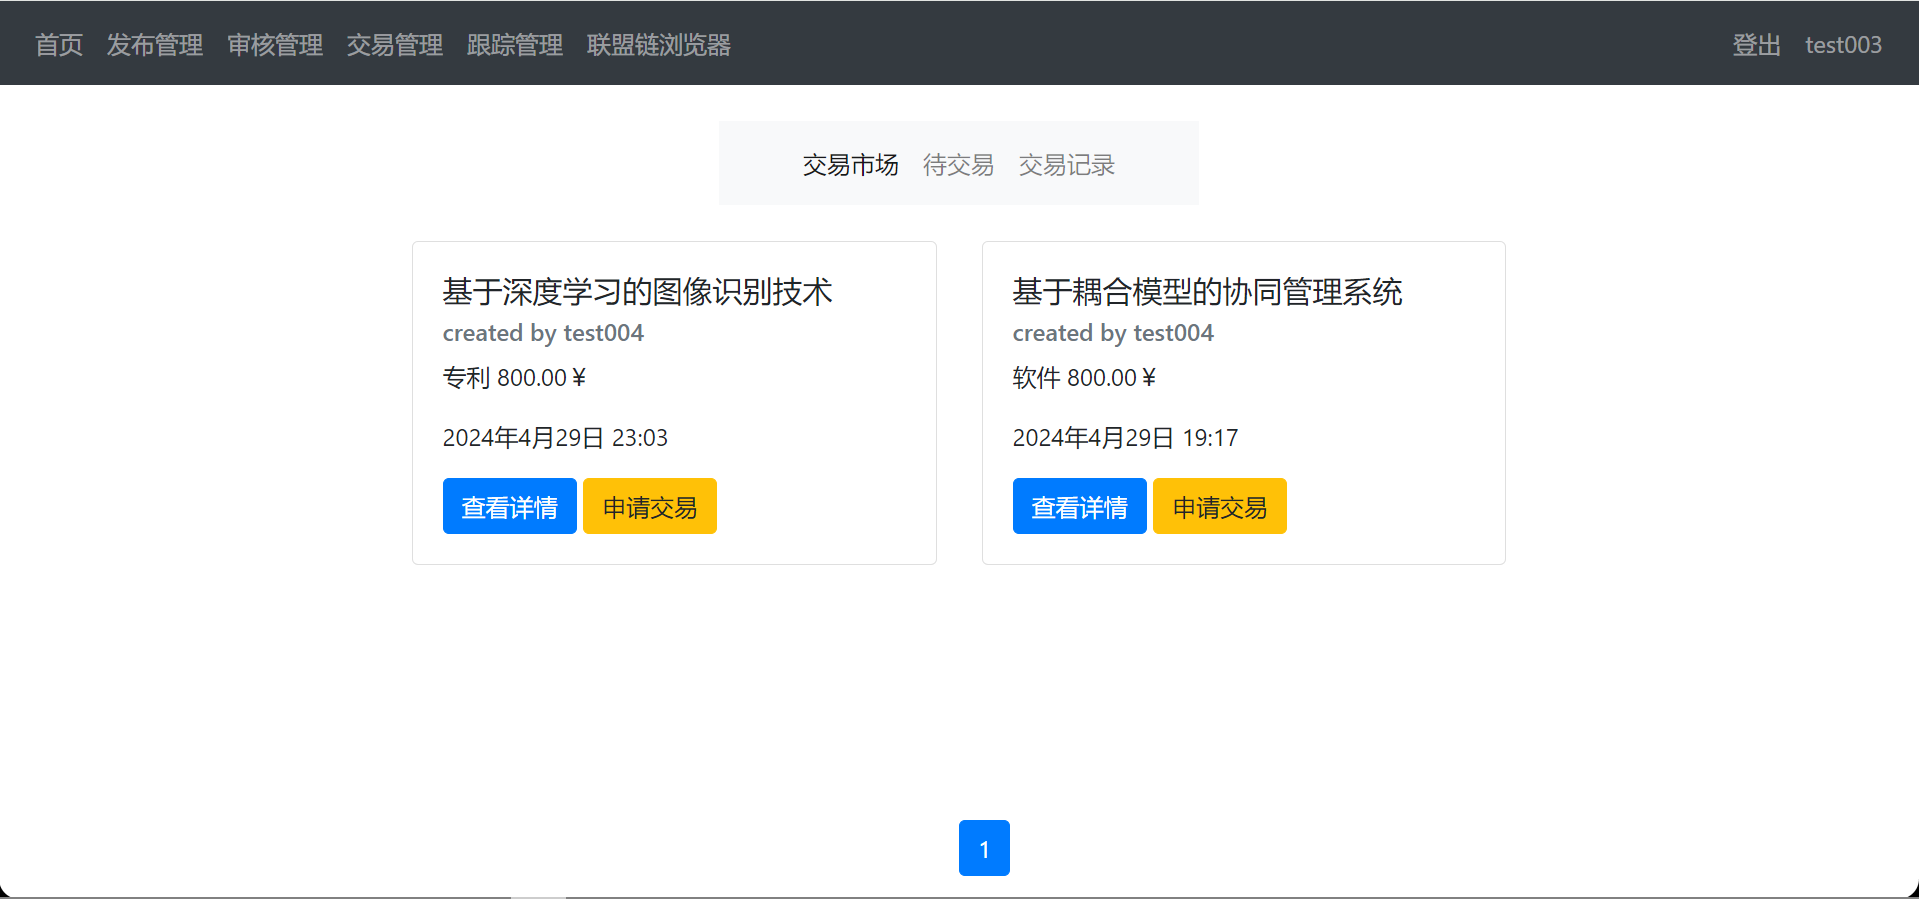 首页 发布管理 审核管理 交易管理 跟踪管理 联盟链浏览器 登出 test003
交易市场 待交易 交易记录
基于深度学习的图像识别技术
created by test004
专利 800.00 ¥
2024年4月29日 23:03
查看详情 申请交易
基于耦合模型的协同管理系统
created by test004
软件 800.00 ¥
2024年4月29日 19:17
查看详情 申请交易
1